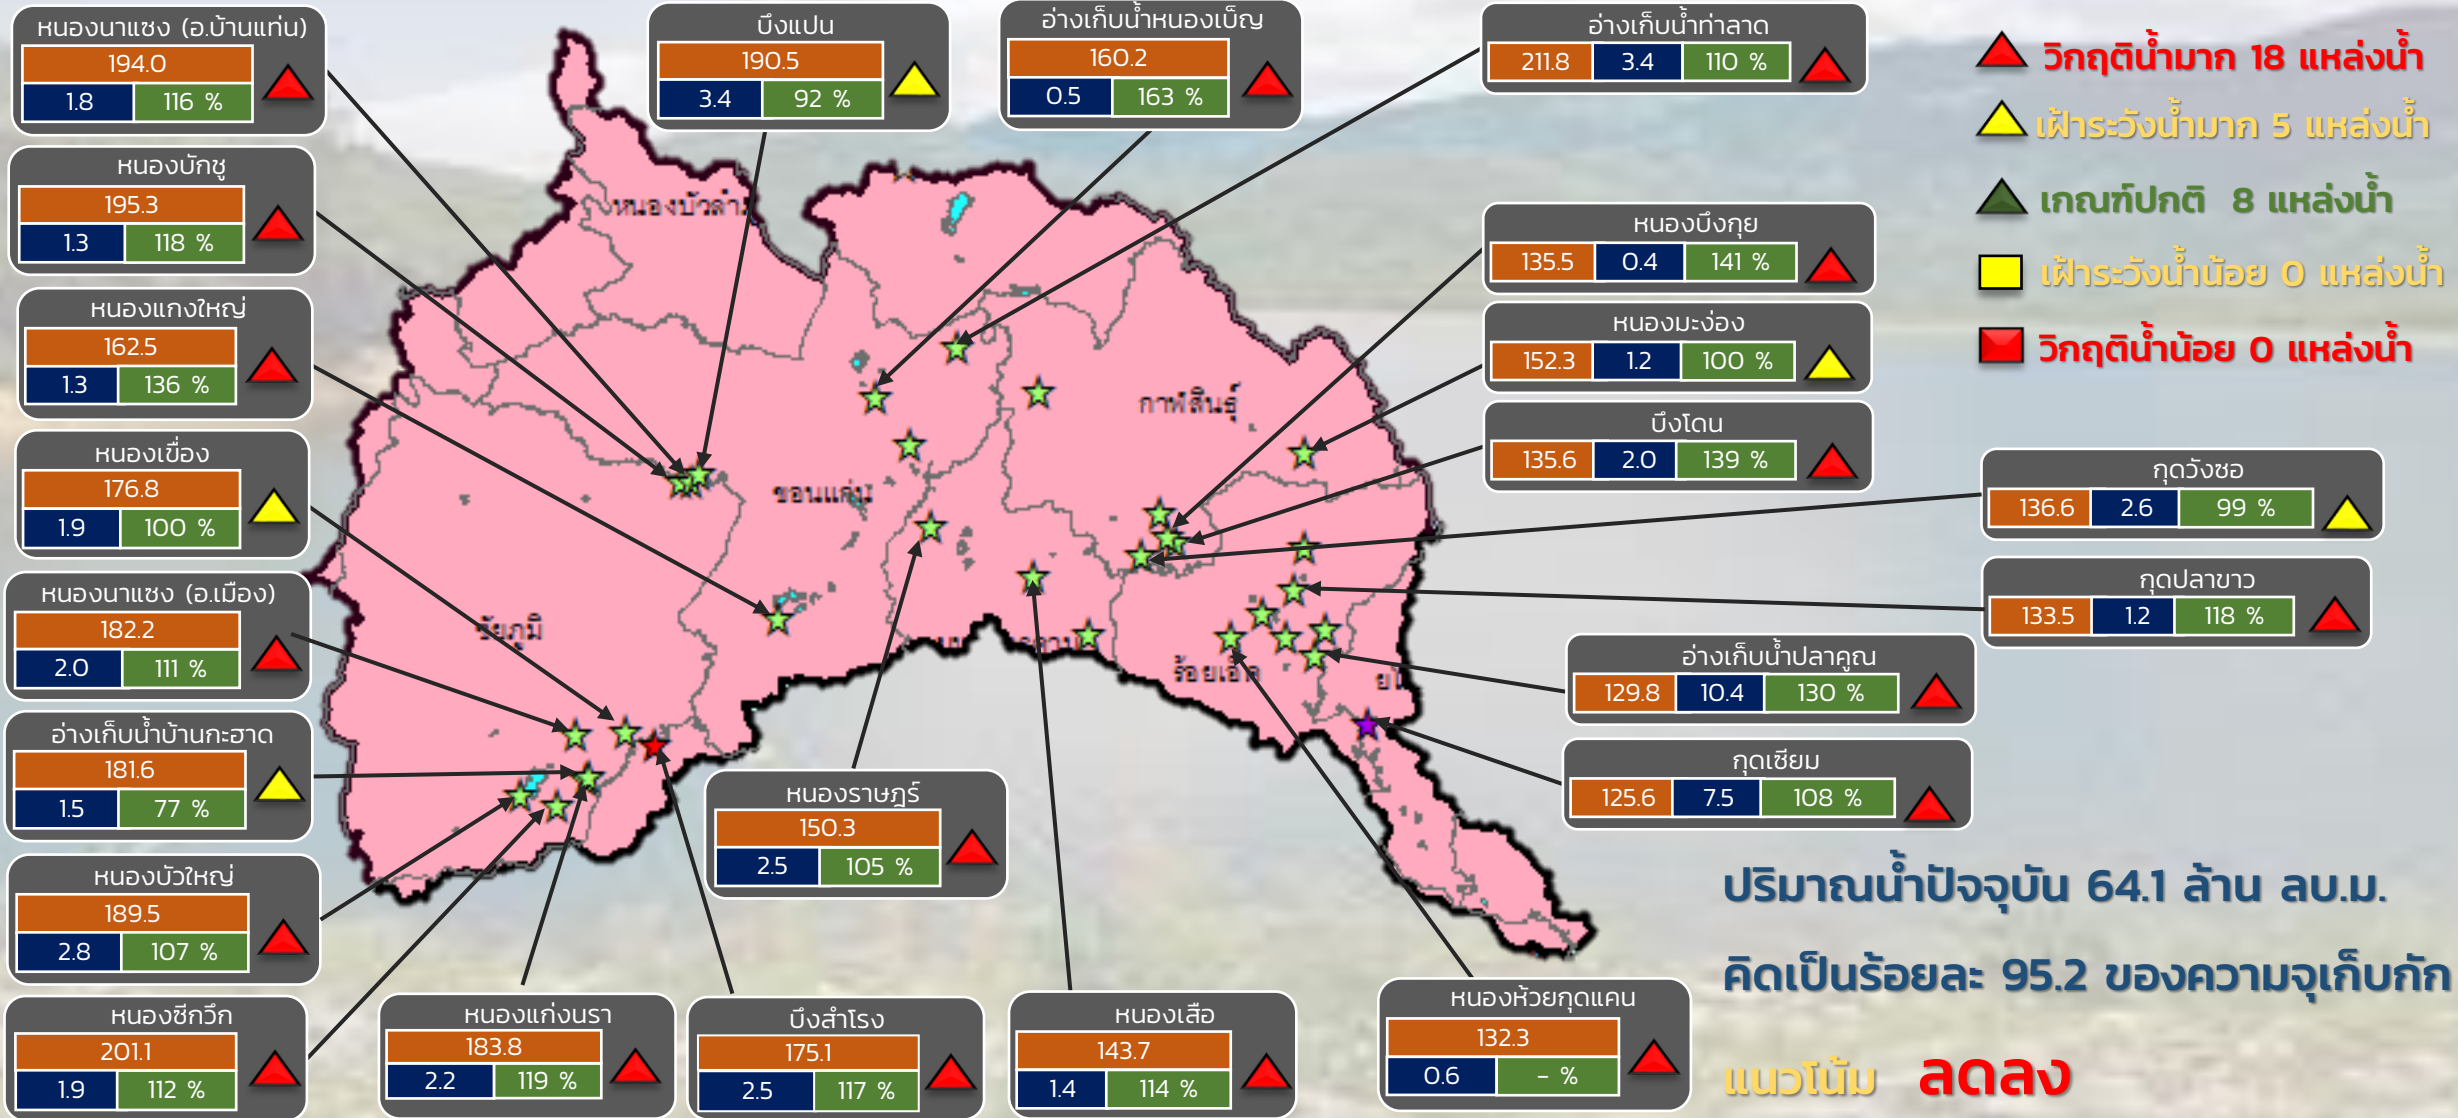 หนองนาแซง (อ.บ้านแท่น)
194.0
1.8 116 %
หนองบักชู
195.3
1.3 118 %
หนองแกงใหญ่
162.5
1.3 136 %
หนองเขื่อง
176.8
1.9 100 %
หนองนาแซง (อ.เมือง)
182.2
2.0 111 %
อ่างเก็บน้ำบ้านกะฮาด
181.6
1.5 77 %
หนองบัวใหญ่
189.5
2.8 107 %
หนองซีกวึก
201.1
1.9 112 %
บึงแปน
190.5
3.4 92 %
อ่างเก็บน้ำหนองเบ็ญ
160.2
0.5 163 %
อ่างเก็บน้ำท่าลาด
211.8 3.4 110 %
หนองบึงกุย
135.5 0.4 141 %
หนองมะง่อง
152.3 1.2 100 %
บึงโดน
135.6 2.0 139 %
กุดวังซอ
136.6 2.6 99 %
กุดปลาขาว
133.5 1.2 118 %
อ่างเก็บน้ำปลาคูณ
129.8 10.4 130 %
กุดเซียม
125.6 7.5 108 %
หนองราษฎร์
150.3
2.5 105 %
หนองแก่งนรา
183.8
2.2 119 %
บึงสำโรง
175.1
2.5 117 %
หนองเสือ
143.7
1.4 114 %
หนองห้วยกุดแคน
132.3
0.6 - %
กาฬสินธุ์
ขอนแก่น
ชัยภูมิ
ร้อยเอ็ด
วิกฤติน้ำมาก 18 แหล่งน้ำ
เฝ้าระวังน้ำมาก 5 แหล่งน้ำ
เกณฑ์ปกติ 8 แหล่งน้ำ
เฝ้าระวังน้ำน้อย 0 แหล่งน้ำ
วิกฤติน้ำน้อย 0 แหล่งน้ำ
ปริมาณน้ำปัจจุบัน 64.1 ล้าน ลบ.ม.
คิดเป็นร้อยละ 95.2 ของความจุเก็บกัก
แนวโน้ม ลดลง